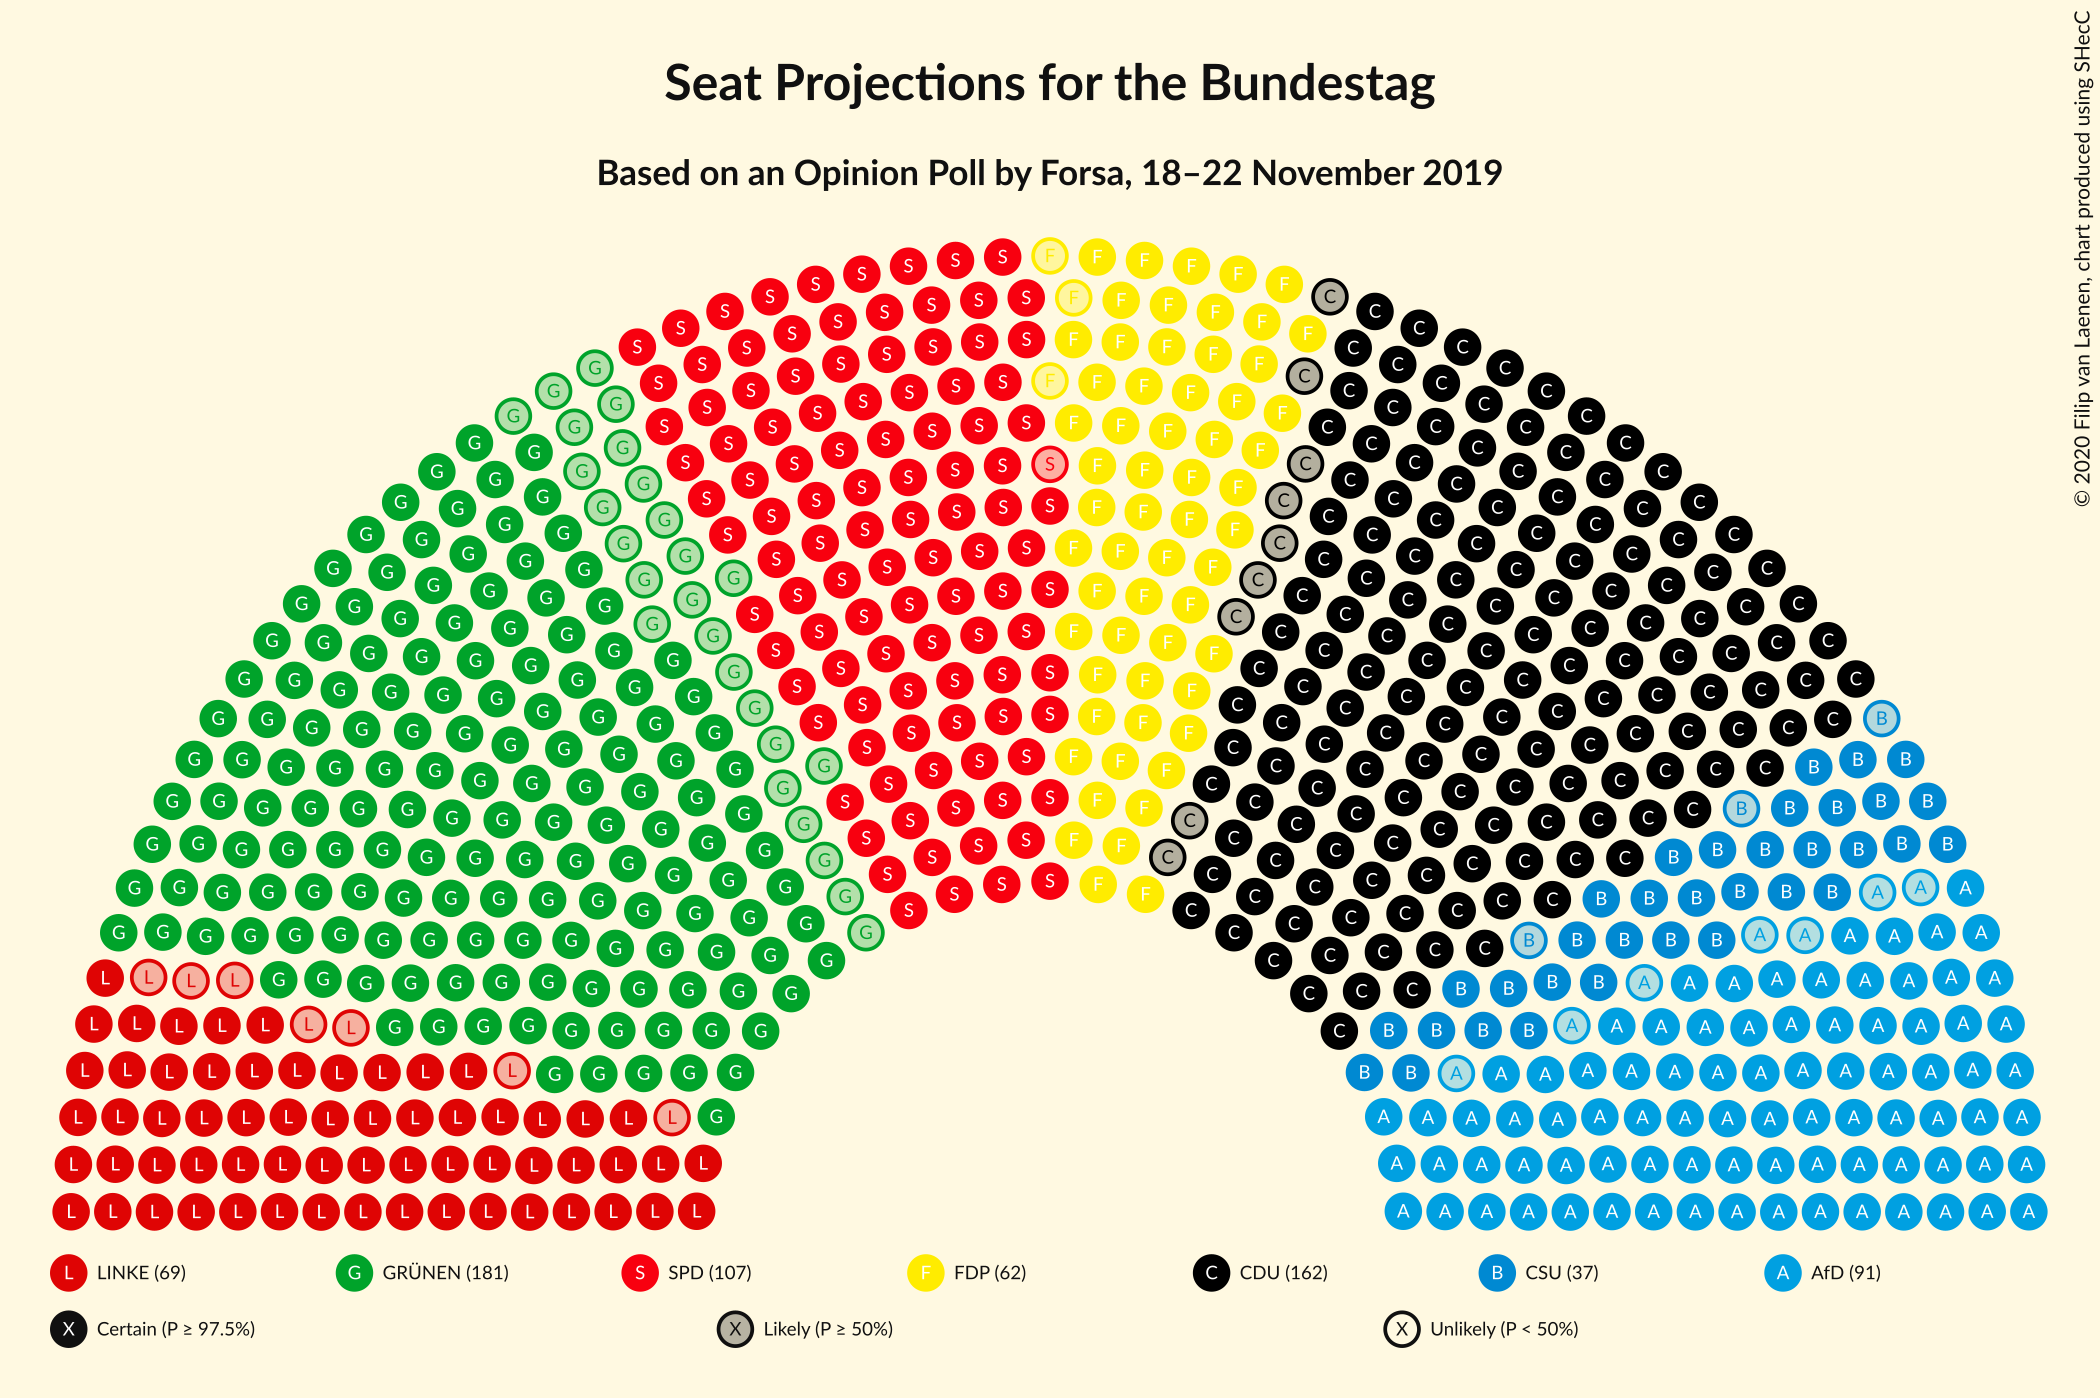 Seat Projections for the Bundestag
Based on an Opinion Poll by Forsa, 18–22 November 2019
© 2020 Filip van Laenen, chart produced using SHecC
L LINKE (69) G GRÜNEN (181) S SPD (107) F FDP (62) C CDU (162) B CSU (37) A AfD (91)
X Certain (P ≥ 97.5%) X Likely (P ≥ 50%) X Unlikely (P < 50%)